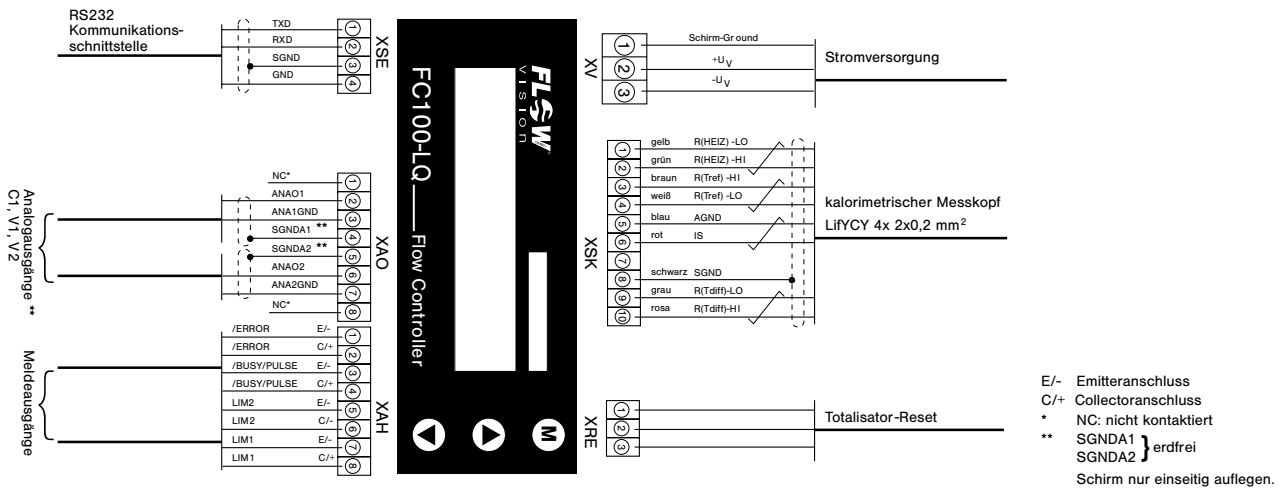 RS232
Kommunikations-
schnittstelle
TXD
RXD
SGND
GND
1
2
3
4
XSE
Analogausgänge **
C1, V1, V2
NC*
ANAO1
ANA1GND
SGNDA1 **
SGNDA2 **
ANAO2
ANA2GND
NC*
1
2
3
4
5
6
7
8
XAO
Meldeausgänge
/ERROR E/-
/ERROR C/+
/BUSY/PULSE E/-
/BUSY/PULSE C/+
LIM2 E/-
LIM2 C/-
LIM1 E/-
LIM1 C/+
1
2
3
4
5
6
7
8
XAH
FC100-LQ Flow Controller
FLOW
VISION
M
XV
1
2
3
Schirm-Ground
+UV
-UV
Stromversorgung
XSK
1 gelb R(HEIZ) -LO
2 grün R(HEIZ) -HI
3 braun R(Tref) -HI
4 weiß R(Tref) -LO
5 blau AGND
6 rot IS
7
8 schwarz SGND
9 grau R(Tdiff)-LO
10 rosa R(Tdiff)-HI
kalorimetrischer Messkopf
LifYCY 4x 2x0,2 mm²
XRE
1
2
3
Totalisator-Reset
E/- Emitteranschluss
C/+ Collectoranschluss
* NC: nicht kontaktiert
** SGNDA1
SGNDA2 } erdfrei
Schirm nur einseitig auflegen.